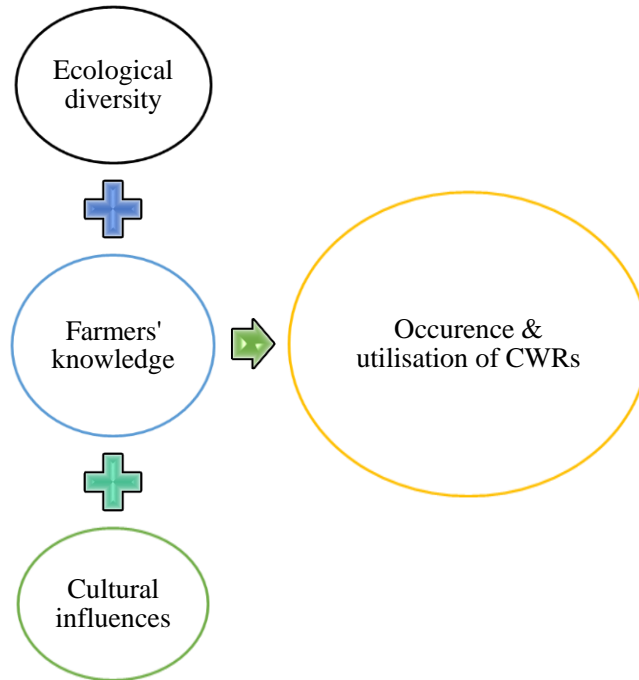 Ecological
diversity
Farmers'
knowledge
Occurence &
utilisation of CWRs
Cultural
influences